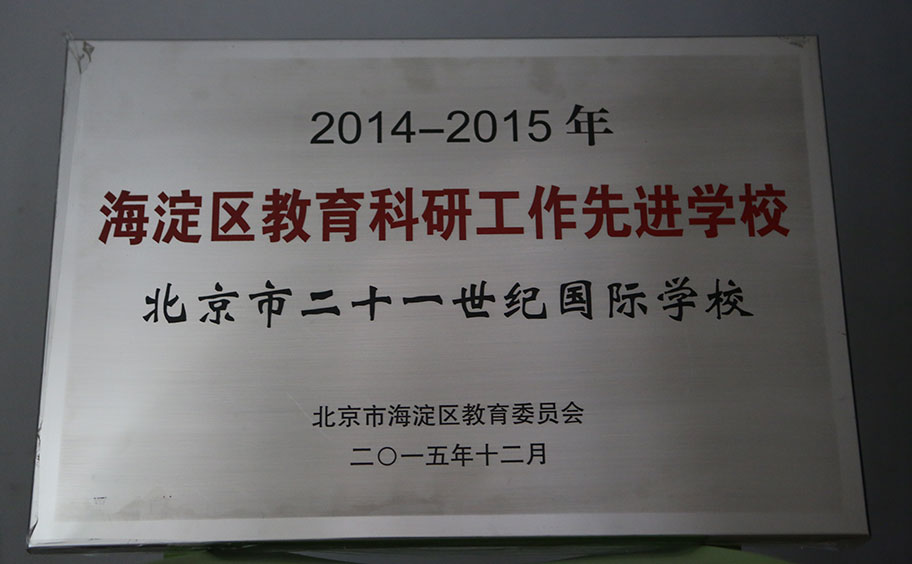 2014-2015年
海淀区教育科研工作先进学校
北京市二十一世纪国际学校
北京市海淀区教育委员会
二〇一五年十二月